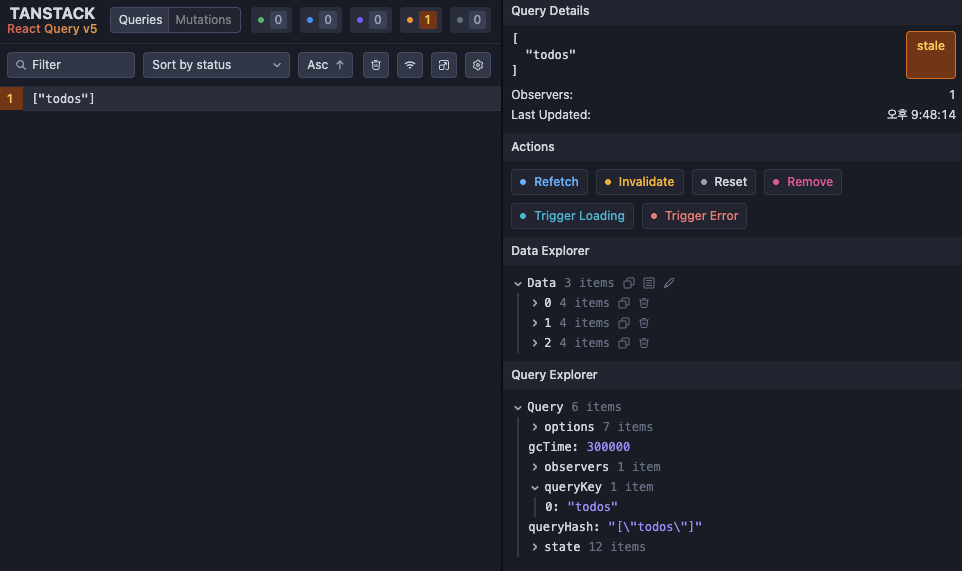 TANSTACK
React Query v5
Queries
Mutations
0
0
0
1
0
Filter
Sort by status
Asc
1
["todos"]
Query Details
[
"todos"
]
stale
Observers:
1
Last Updated:
오후 9:48:14
Actions
Refetch
Invalidate
Reset
Remove
Trigger Loading
Trigger Error
Data Explorer
Data 3 items
0 4 items
1 4 items
2 4 items
Query Explorer
Query 6 items
options 7 items
gcTime: 300000
observers 1 item
queryKey 1 item
0: "todos"
queryHash: "[\"todos\"]"
state 12 items